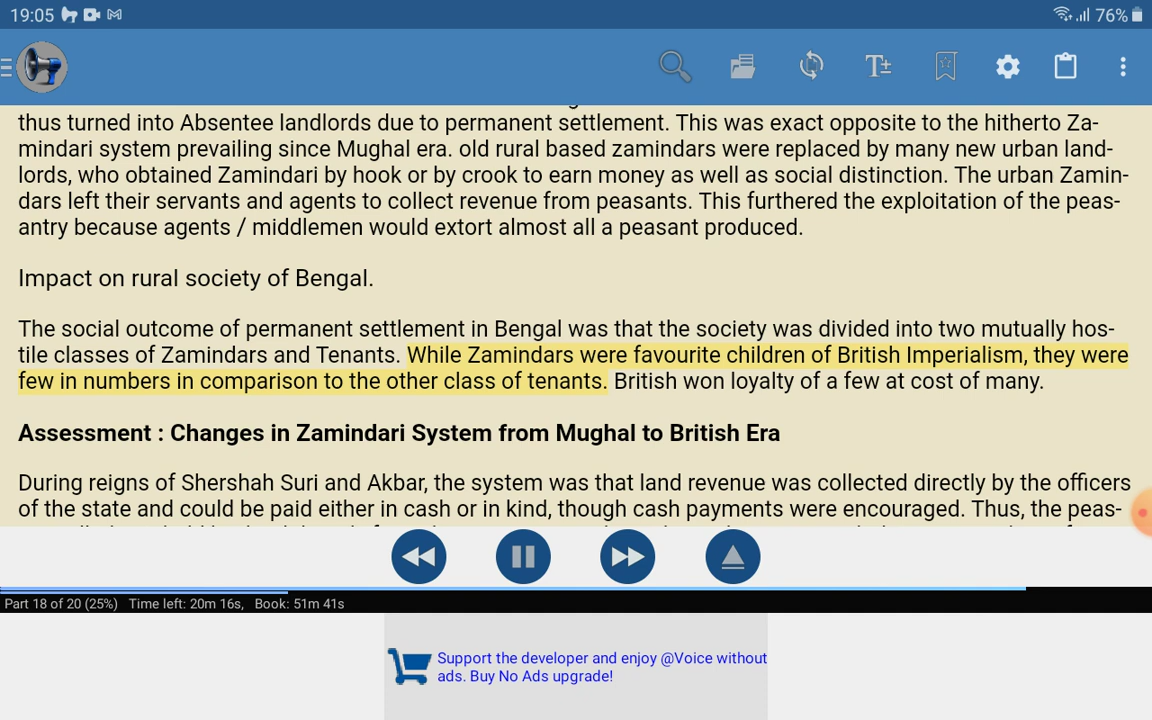 19:05
76%
T±
thus turned into Absentee landlords due to permanent settlement. This was exact opposite to the hitherto Za-
mindari system prevailing since Mughal era. old rural based zamindars were replaced by many new urban land-
lords, who obtained Zamindari by hook or by crook to earn money as well as social distinction. The urban Zamin-
dars left their servants and agents to collect revenue from peasants. This furthered the exploitation of the peas-
antry because agents / middlemen would extort almost all a peasant produced.
Impact on rural society of Bengal.
The social outcome of permanent settlement in Bengal was that the society was divided into two mutually hos-
tile classes of Zamindars and Tenants. While Zamindars were favourite children of British Imperialism, they were
few in numbers in comparison to the other class of tenants. British won loyalty of a few at cost of many.
Assessment : Changes in Zamindari System from Mughal to British Era
During reigns of Shershah Suri and Akbar, the system was that land revenue was collected directly by the officers
of the state and could be paid either in cash or in kind, though cash payments were encouraged. Thus, the peas-
Part 18 of 20 (25%) Time left: 20m 16s, Book: 51m 41s
Support the developer and enjoy @Voice without
ads. Buy No Ads upgrade!